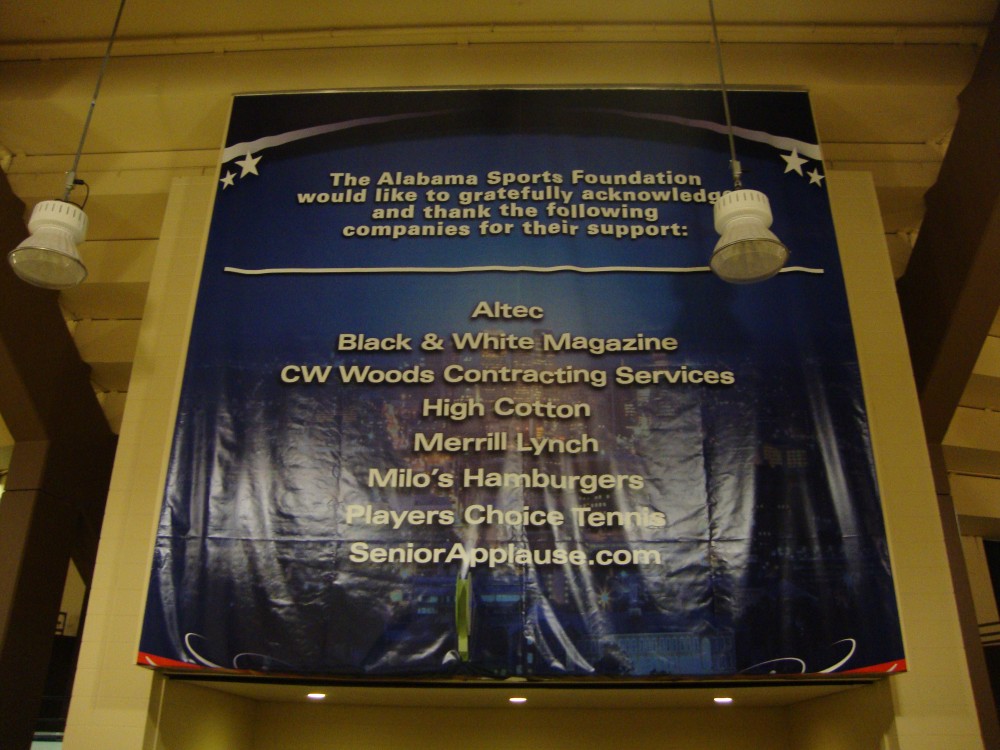 The Alabama Sports Foundation
would like to gratefully acknowledge
and thank the following
companies for their support:
Altec
Black & White Magazine
CW Woods Contracting Services
High Cotton
Merrill Lynch
Milo's Hamburgers
Players Choice Tennis
SeniorApplause.com